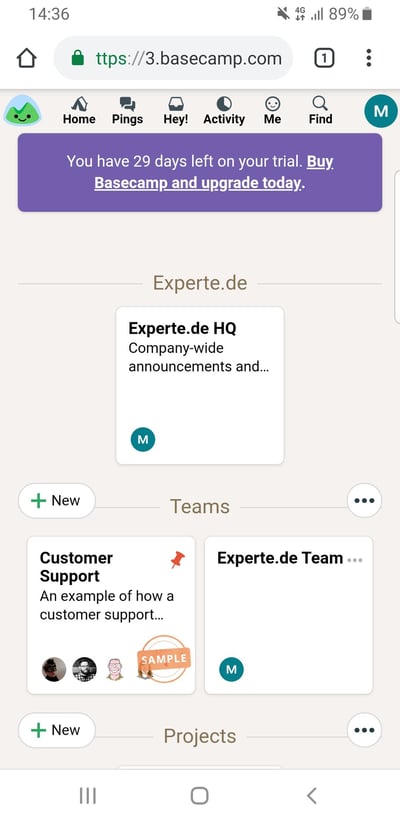 14:36
4G
89%
ttps://3.basecamp.com
1
Home Pings Hey! Activity Me Find
M
You have 29 days left on your trial. Buy
Basecamp and upgrade today.
Experte.de
Experte.de HQ
Company-wide
announcements and...
M
+ New
Teams
Customer
Support
An example of how a
customer support...
SAMPLE
Experte.de Team
M
+ New
Projects